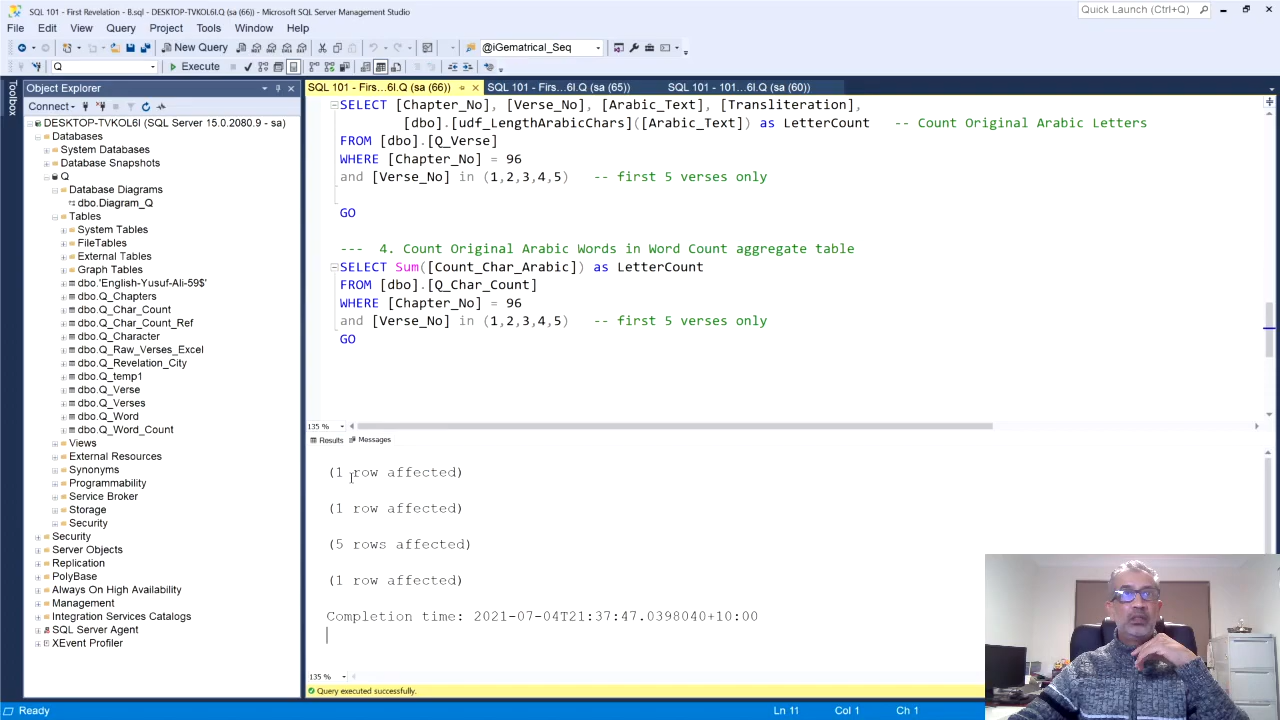 SQL 101 - First Revelation - B.sql - DESKTOP-TVKOL6I.Q (sa (66)) - Microsoft SQL Server Management Studio
Quick Launch (Ctrl+Q)
File Edit View Query Project Tools Window Help
New Query
@iGematrical_Seq
Q
Execute
Toolbox
Object Explorer
Connect
DESKTOP-TVKOL6I (SQL Server 15.0.2080.9 - sa)
Databases
System Databases
Database Snapshots
Q
Database Diagrams
dbo.Diagram_Q
Tables
System Tables
FileTables
External Tables
Graph Tables
dbo.'English-Yusuf-Ali-59$'
dbo.Q_Chapters
dbo.Q_Char_Count
dbo.Q_Char_Count_Ref
dbo.Q_Character
dbo.Q_Raw_Verses_Excel
dbo.Q_Revelation_City
dbo.Q_temp1
dbo.Q_Verse
dbo.Q_Verses
dbo.Q_Word
dbo.Q_Word_Count
Views
External Resources
Synonyms
Programmability
Service Broker
Storage
Security
Security
Server Objects
Replication
PolyBase
Always On High Availability
Management
Integration Services Catalogs
SQL Server Agent
XEvent Profiler
SQL 101 - Firs...6I.Q (sa (66)) SQL 101 - Firs...6I.Q (sa (65)) SQL 101 - 101...6I.Q (sa (60))
SELECT [Chapter_No], [Verse_No], [Arabic_Text], [Transliteration],
[dbo].[udf_LengthArabicChars]([Arabic_Text]) as LetterCount -- Count Original Arabic Letters
FROM [dbo].[Q_Verse]
WHERE [Chapter_No] = 96
and [Verse_No] in (1,2,3,4,5) -- first 5 verses only
GO
--- 4. Count Original Arabic Words in Word Count aggregate table
SELECT Sum([Count_Char_Arabic]) as LetterCount
FROM [dbo].[Q_Char_Count]
WHERE [Chapter_No] = 96
and [Verse_No] in (1,2,3,4,5) -- first 5 verses only
GO
135 %
Results Messages
(1 row affected)
(1 row affected)
(5 rows affected)
(1 row affected)
Completion time: 2021-07-04T21:37:47.0398040+10:00
135 %
Query executed successfully.
Ready Ln 11 Col 1 Ch 1